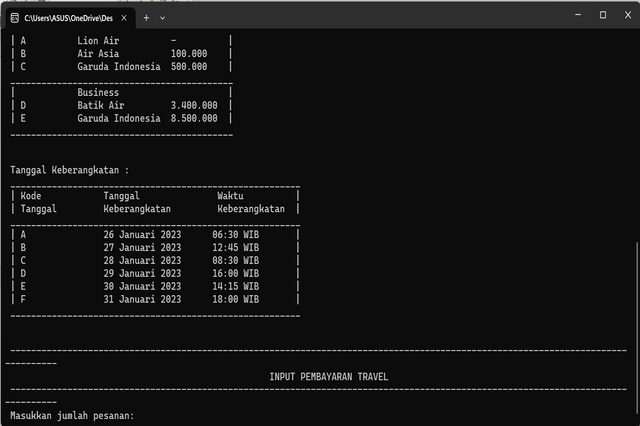 C:\Users\ASUS\OneDrive\Des
| A Lion Air - |
| B Air Asia 100.000 |
| C Garuda Indonesia 500.000 |
| Business |
| D Batik Air 3.400.000 |
| E Garuda Indonesia 8.500.000 |
Tanggal Keberangkatan :
| Kode Tanggal Waktu |
| Tanggal Keberangkatan Keberangkatan |
| A 26 Januari 2023 06:30 WIB |
| B 27 Januari 2023 12:45 WIB |
| C 28 Januari 2023 08:30 WIB |
| D 29 Januari 2023 16:00 WIB |
| E 30 Januari 2023 14:15 WIB |
| F 31 Januari 2023 18:00 WIB |
INPUT PEMBAYARAN TRAVEL
Masukkan jumlah pesanan: